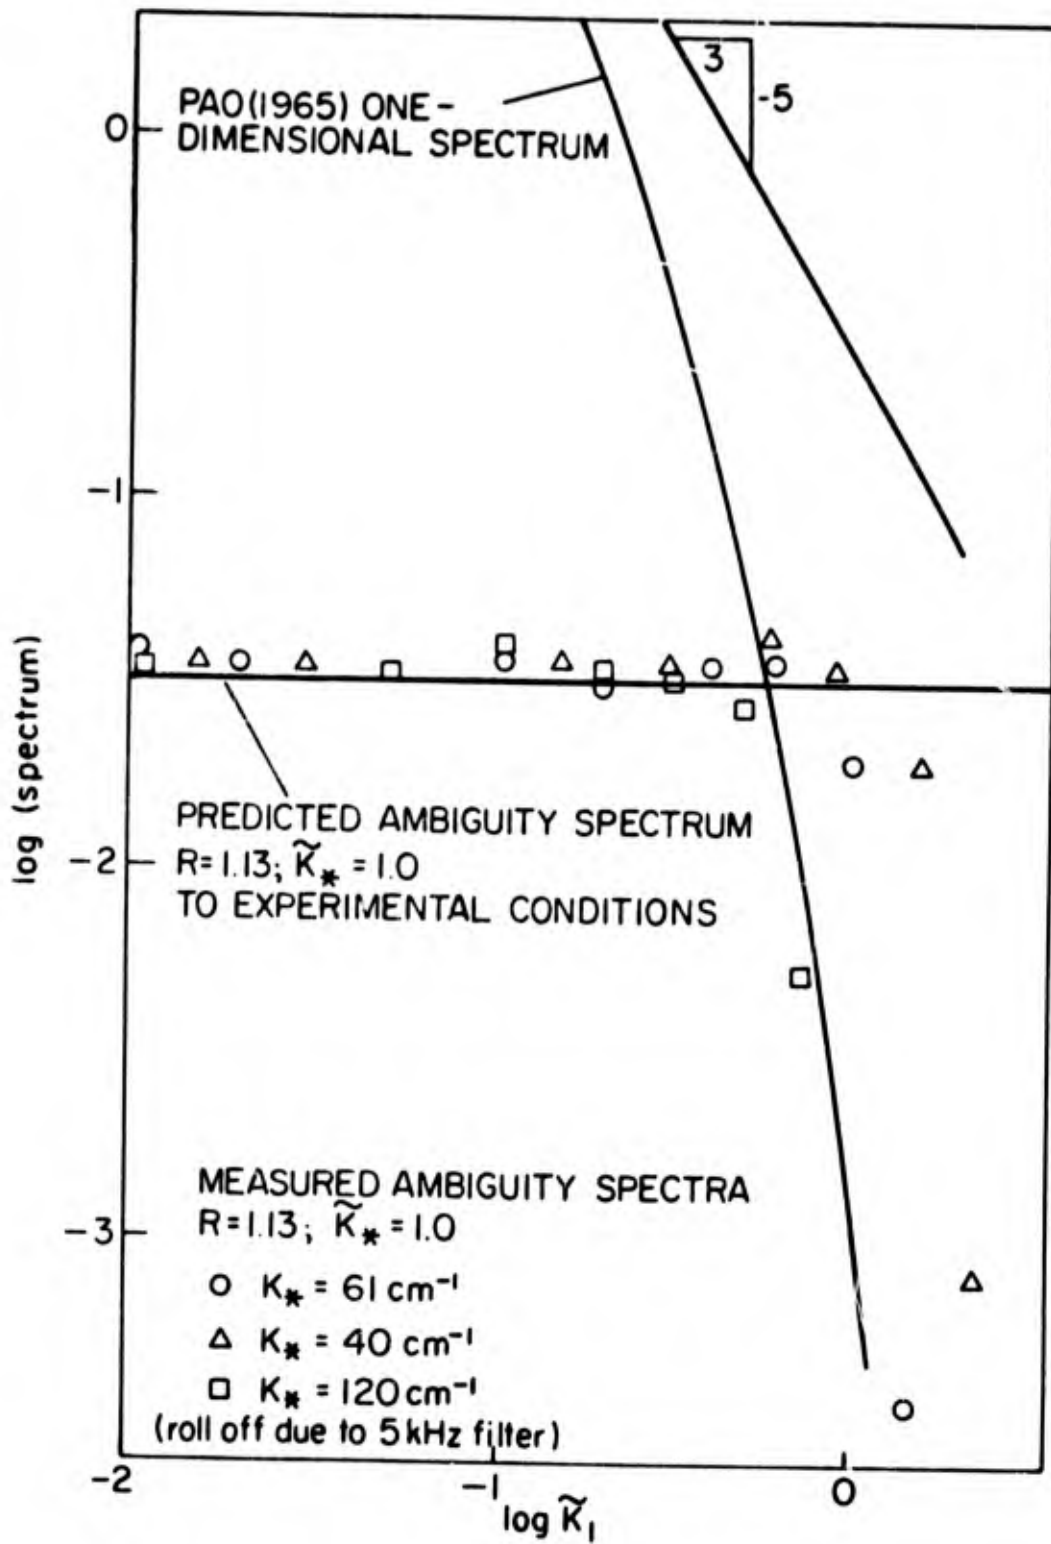 3
-5
PAO(1965) ONE-
DIMENSIONAL SPECTRUM
0
-1
log (spectrum)
PREDICTED AMBIGUITY SPECTRUM
R=1.13; K̃* = 1.0
TO EXPERIMENTAL CONDITIONS
-2
MEASURED AMBIGUITY SPECTRA
R=1.13; K̃* = 1.0
-3
○ K* = 61 cm⁻¹
△ K* = 40 cm⁻¹
□ K* = 120 cm⁻¹
(roll off due to 5 kHz filter)
-2
-1
0
log K̃₁